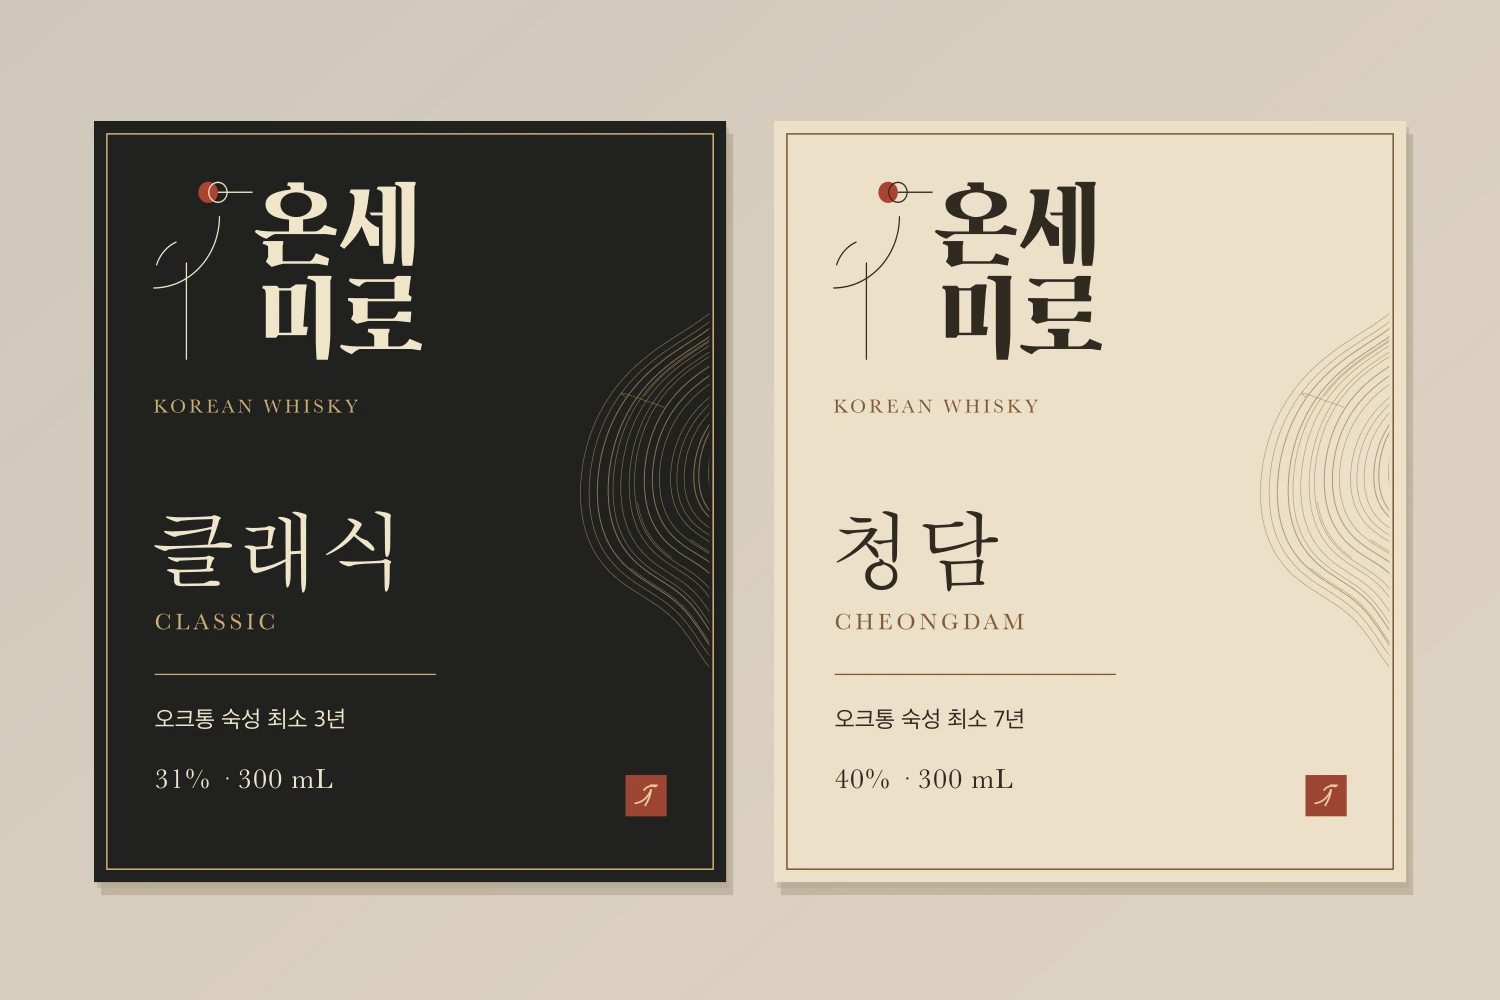 온세
미로
KOREAN WHISKY
클래식
CLASSIC
오크통 숙성 최소 3년
31% · 300 mL
온세
미로
KOREAN WHISKY
청담
CHEONGDAM
오크통 숙성 최소 7년
40% · 300 mL